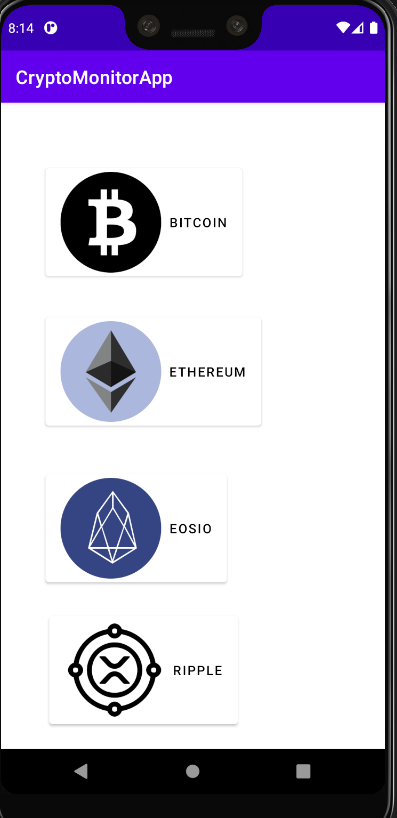 8:14
CryptoMonitorApp
BITCOIN
ETHEREUM
EOSIO
RIPPLE